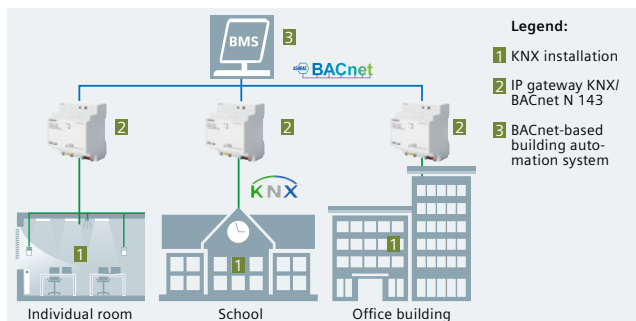 Legend:
BMS
3
ASHRAE BACnet
1 KNX installation
2 IP gateway KNX/
BACnet N 143
3 BACnet-based
building auto-
mation system
2
2
2
KNX
1
1
1
Individual room
School
Office building